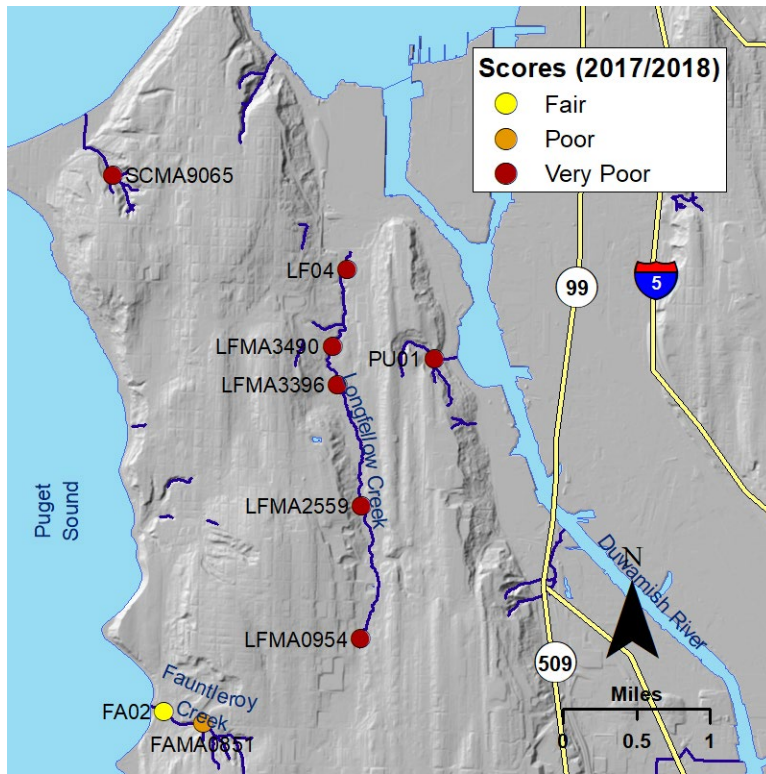 Scores (2017/2018)
Fair
Poor
Very Poor
SCMA9065
LF04
99
5
LFMA3490
PU01
LFMA3396
Longfellow Creek
LFMA2559
Puget
Sound
Duwamish River
N
LFMA0954
509
Fauntleroy
Creek
FA02
FAMA0851
Miles
0 0.5 1